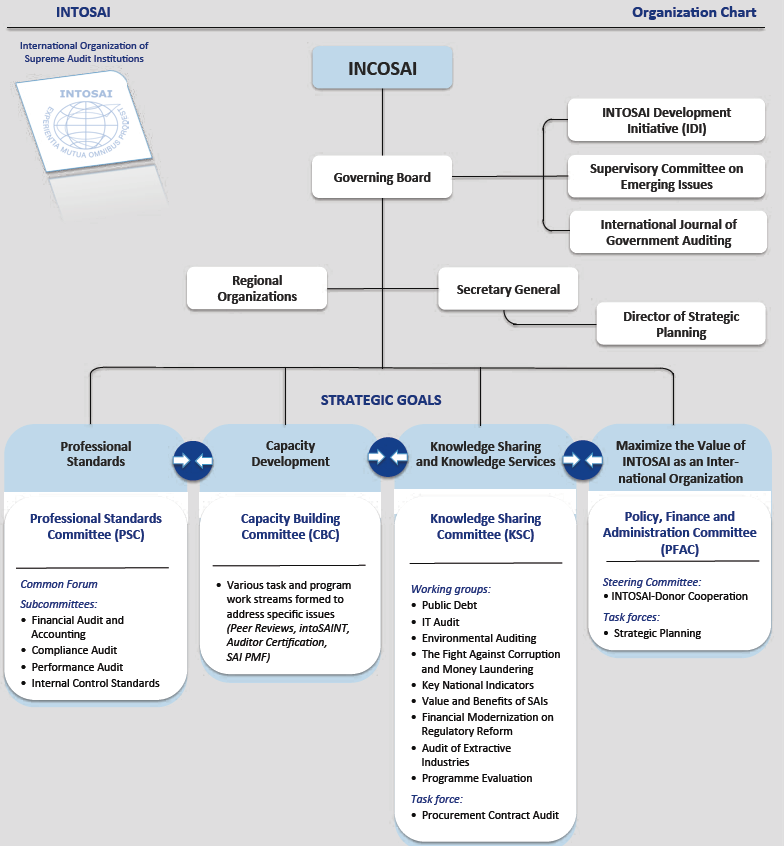 INTOSAI
Organization Chart
International Organization of
Supreme Audit Institutions
INTOSAI
EXPERIENTIA MUTUA OMNIBUS PRODEST
INCOSAI
INTOSAI Development
Initiative (IDI)
Governing Board
Supervisory Committee on
Emerging Issues
International Journal of
Government Auditing
Regional
Organizations
Secretary General
Director of Strategic
Planning
STRATEGIC GOALS
Professional
Standards
Capacity
Development
Knowledge Sharing
and Knowledge Services
Maximize the Value of
INTOSAI as an Inter-
national Organization
Professional Standards
Committee (PSC)
Common Forum
Subcommittees:
• Financial Audit and
Accounting
• Compliance Audit
• Performance Audit
• Internal Control Standards
Capacity Building
Committee (CBC)
• Various task and program
work streams formed to
address specific issues
(Peer Reviews, intoSAINT,
Auditor Certification,
SAI PMF)
Knowledge Sharing
Committee (KSC)
Working groups:
• Public Debt
• IT Audit
• Environmental Auditing
• The Fight Against Corruption
and Money Laundering
• Key National Indicators
• Value and Benefits of SAIs
• Financial Modernization on
Regulatory Reform
• Audit of Extractive
Industries
• Programme Evaluation
Task force:
• Procurement Contract Audit
Policy, Finance and
Administration Committee
(PFAC)
Steering Committee:
• INTOSAI-Donor Cooperation
Task forces:
• Strategic Planning